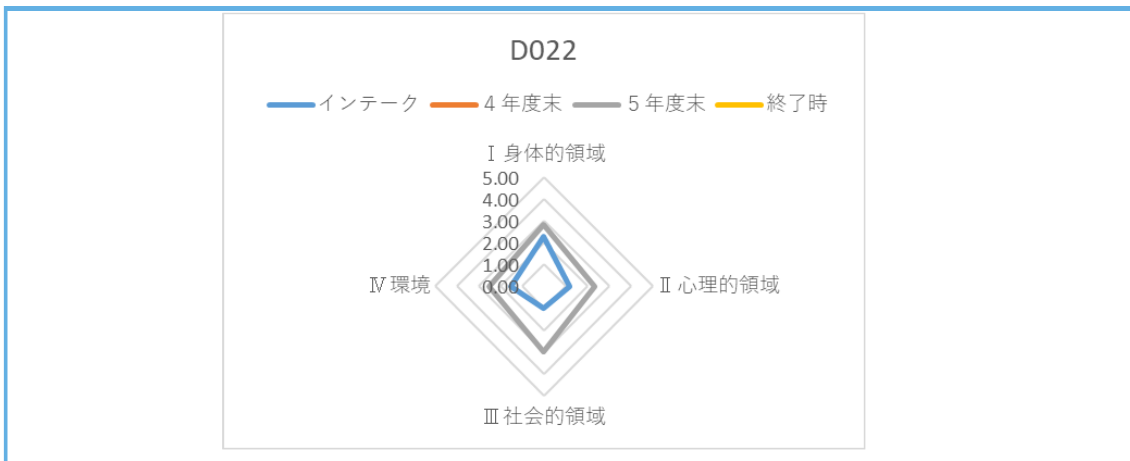 D022
インテーク 4 年度末 5 年度末 終了時
Ⅰ 身体的領域
5.00
4.00
3.00
2.00
1.00
0.00
Ⅳ 環境
Ⅱ 心理的領域
Ⅲ 社会的領域